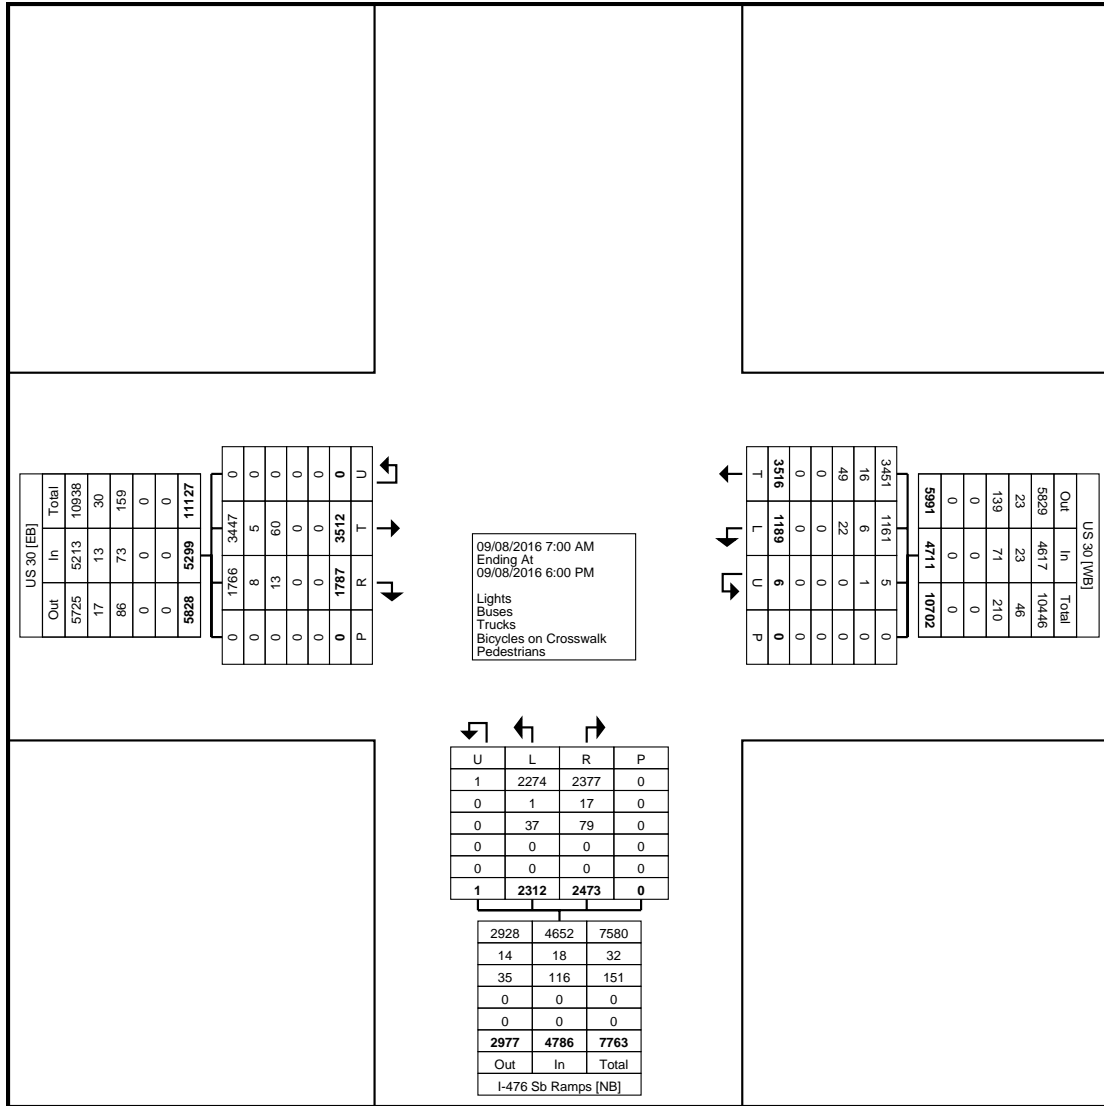 U T R P
0 3512 1787 0
0 0 0 0
0 0 0 0
0 60 13 0
0 5 8 0
0 3447 1766 0
11127 5299 5828
0 0 0
0 0 0
159 73 86
30 13 17
10938 5213 5725
Total In Out
US 30 [EB]
09/08/2016 7:00 AM
Ending At
09/08/2016 6:00 PM
Lights
Buses
Trucks
Bicycles on Crosswalk
Pedestrians
US 30 [WB]
Out In Total
5829 4617 10446
23 23 46
139 71 210
0 0 0
0 0 0
5991 4711 10702
3451 1161 5 0
16 6 1 0
49 22 0 0
0 0 0 0
0 0 0 0
3516 1189 6 0
T L U P
U L R P
1 2274 2377 0
0 1 17 0
0 37 79 0
0 0 0 0
0 0 0 0
1 2312 2473 0
2928 4652 7580
14 18 32
35 116 151
0 0 0
0 0 0
2977 4786 7763
Out In Total
I-476 Sb Ramps [NB]